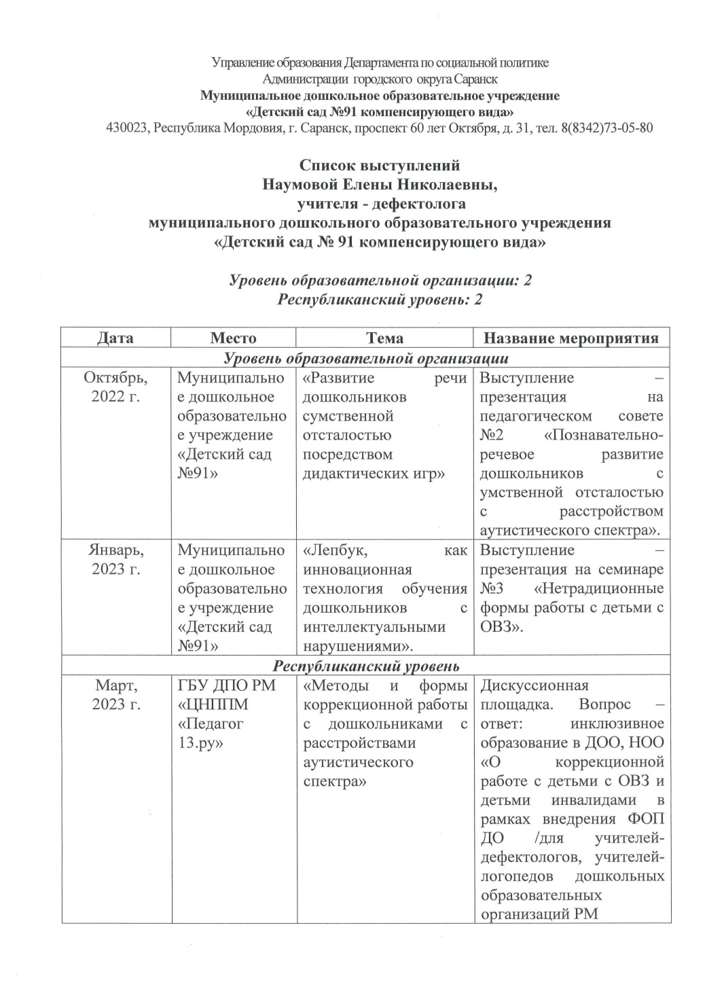 Управление образования Департамента по социальной политике
Администрации городского округа Саранск
Муниципальное дошкольное образовательное учреждение
«Детский сад №91 компенсирующего вида»
430023, Республика Мордовия, г. Саранск, проспект 60 лет Октября, д. 31, тел. 8(8342)73-05-80
Список выступлений
Наумовой Елены Николаевны,
учителя - дефектолога
муниципального дошкольного образовательного учреждения
«Детский сад № 91 компенсирующего вида»
Уровень образовательной организации: 2
Республиканский уровень: 2
Дата Место Тема Название мероприятия
Уровень образовательной организации
Октябрь,
2022 г.
Муниципально
е дошкольное
образовательно
е учреждение
«Детский сад
№91»
«Развитие речи
дошкольников
сумственной
отсталостью
посредством
дидактических игр»
Выступление –
презентация на
педагогическом совете
№2 «Познавательно-
речевое развитие
дошкольников с
умственной отсталостью
с расстройством
аутистического спектра».
Январь,
2023 г.
Муниципально
е дошкольное
образовательно
е учреждение
«Детский сад
№91»
«Лепбук, как
инновационная
технология обучения
дошкольников с
интеллектуальными
нарушениями».
Выступление –
презентация на семинаре
№3 «Нетрадиционные
формы работы с детьми с
ОВЗ».
Республиканский уровень
Март,
2023 г.
ГБУ ДПО РМ
«ЦНППМ
«Педагог
13.ру»
«Методы и формы
коррекционной работы
с дошкольниками с
расстройствами
аутистического
спектра»
Дискуссионная
площадка. Вопрос –
ответ: инклюзивное
образование в ДОО, НОО
«О коррекционной
работе с детьми с ОВЗ и
детьми инвалидами в
рамках внедрения ФОП
ДО /для учителей-
дефектологов, учителей-
логопедов дошкольных
образовательных
организаций РМ